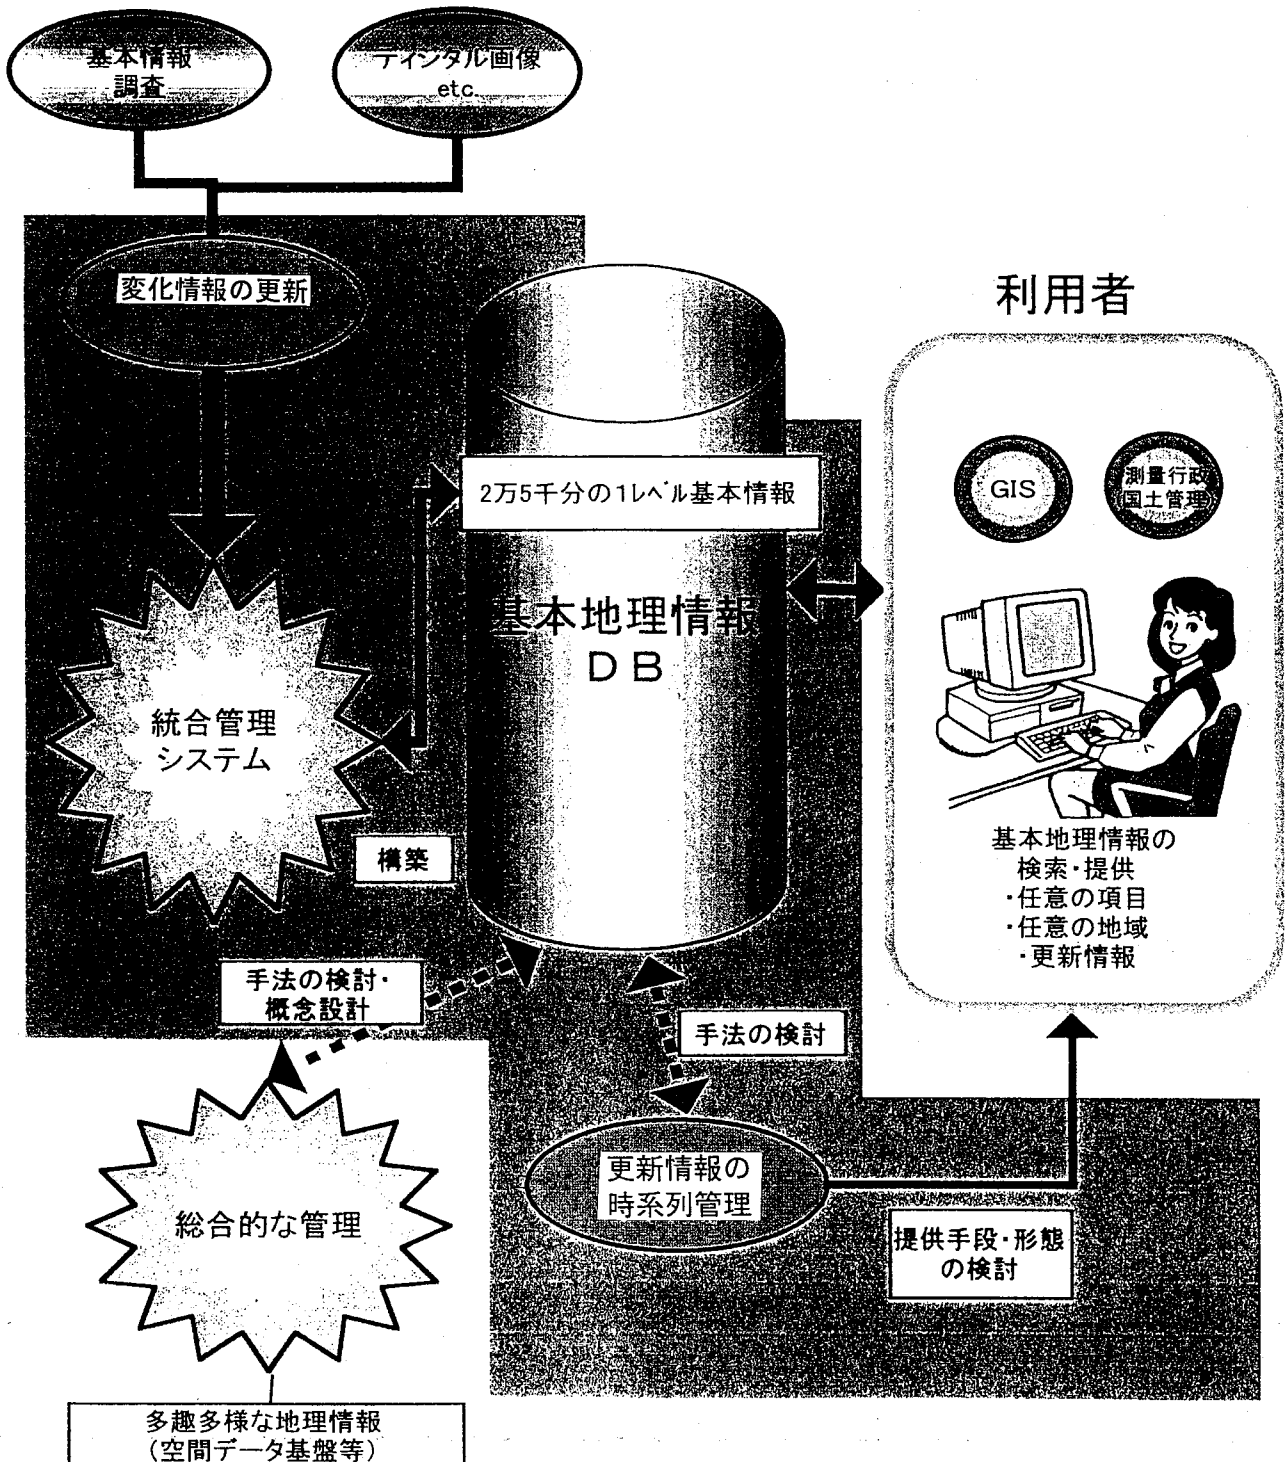 基本情報
調査
ディジタル画像
etc.
変化情報の更新
利用者
2万5千分の1レベル基本情報
GIS
測量行政
国土管理
基本地理情報
DB
統合管理
システム
構築
基本地理情報の
検索・提供
・任意の項目
・任意の地域
・更新情報
手法の検討・
概念設計
手法の検討
更新情報の
時系列管理
総合的な管理
提供手段・形態
の検討
多趣多様な地理情報
(空間データ基盤等)